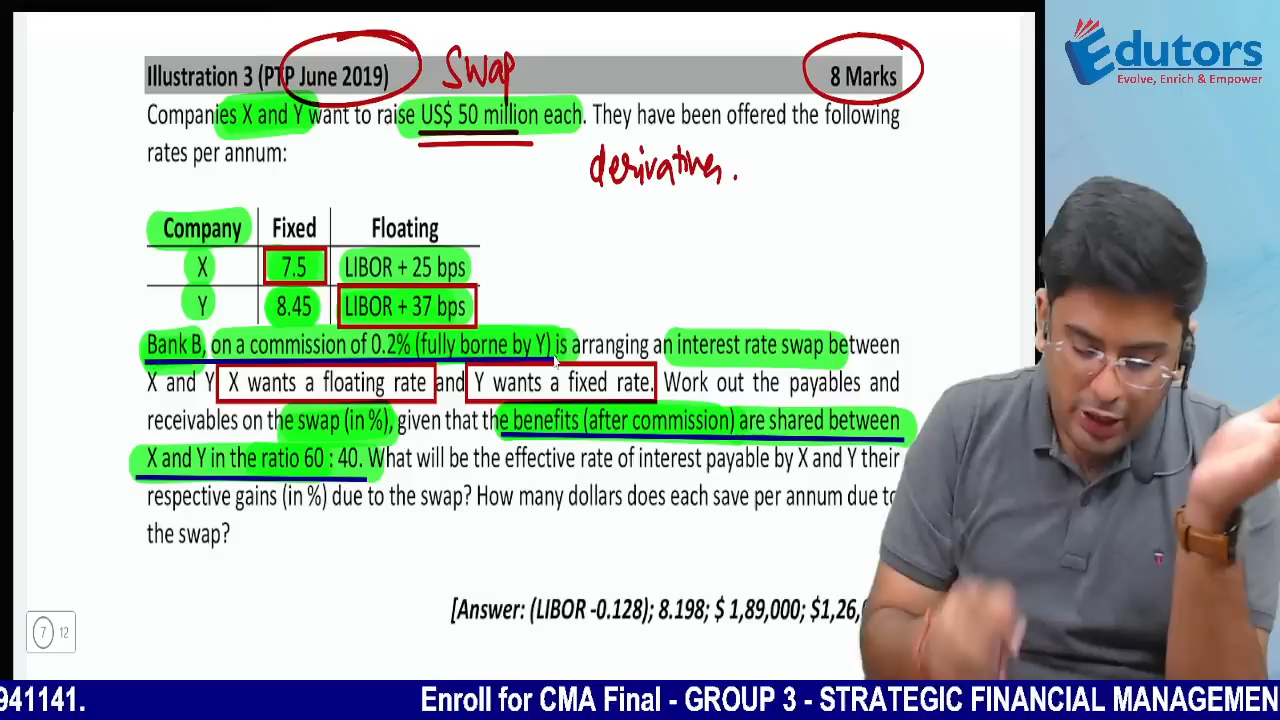 Edutors
Evolve, Enrich & Empower
Swap
Illustration 3 (PTP June 2019) 8 Marks
Companies X and Y want to raise US$ 50 million each. They have been offered the following
rates per annum:
derivatives.
Company Fixed Floating
X 7.5 LIBOR + 25 bps
Y 8.45 LIBOR + 37 bps
Bank B, on a commission of 0.2% (fully borne by Y) is arranging an interest rate swap between
X and Y X wants a floating rate and Y wants a fixed rate. Work out the payables and
receivables on the swap (in %), given that the benefits (after commission) are shared between
X and Y in the ratio 60 : 40. What will be the effective rate of interest payable by X and Y their
respective gains (in %) due to the swap? How many dollars does each save per annum due to
the swap?
[Answer: (LIBOR -0.128); 8.198; $ 1,89,000; $1,26,
7 12
941141. Enroll for CMA Final - GROUP 3 - STRATEGIC FINANCIAL MANAGEMEN